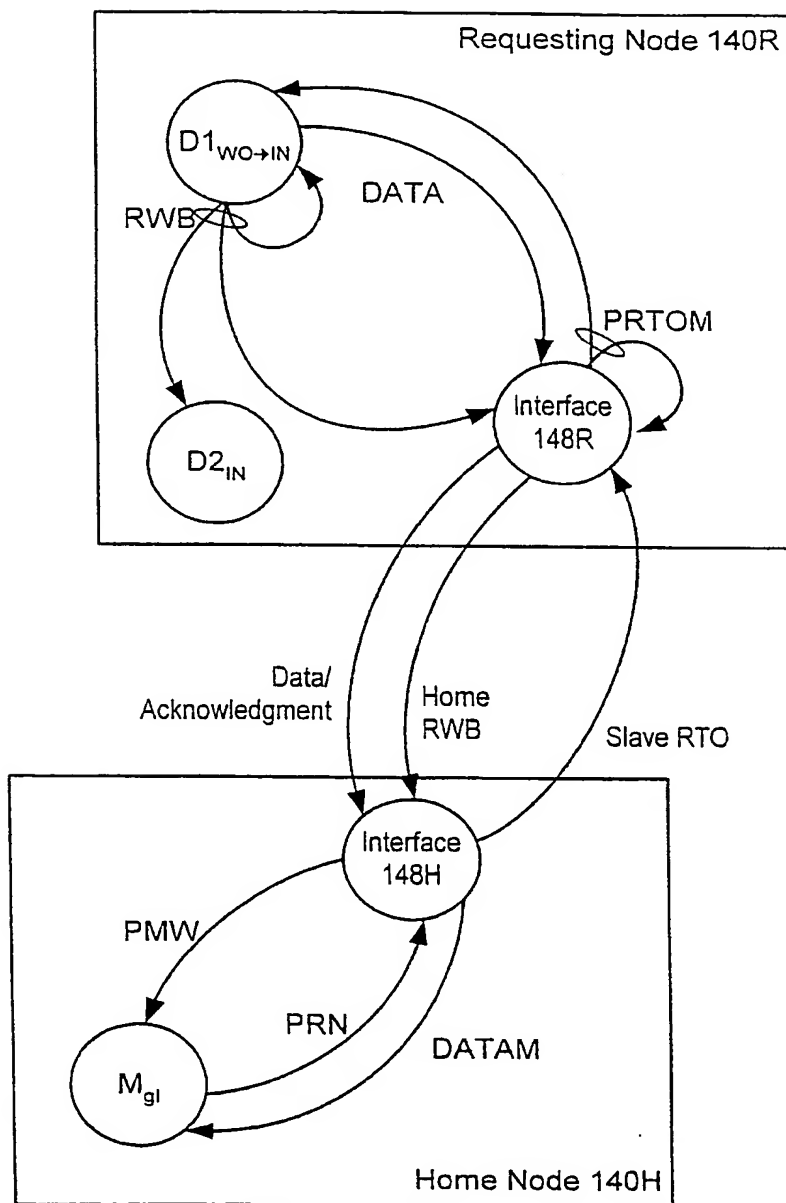 Requesting Node 140R
D1WO→IN
RWB
DATA
PRTOM
Interface
148R
D2IN
Data/
Acknowledgment
Home
RWB
Slave RTO
Interface
148H
PMW
PRN
DATAM
Mgl
Home Node 140H